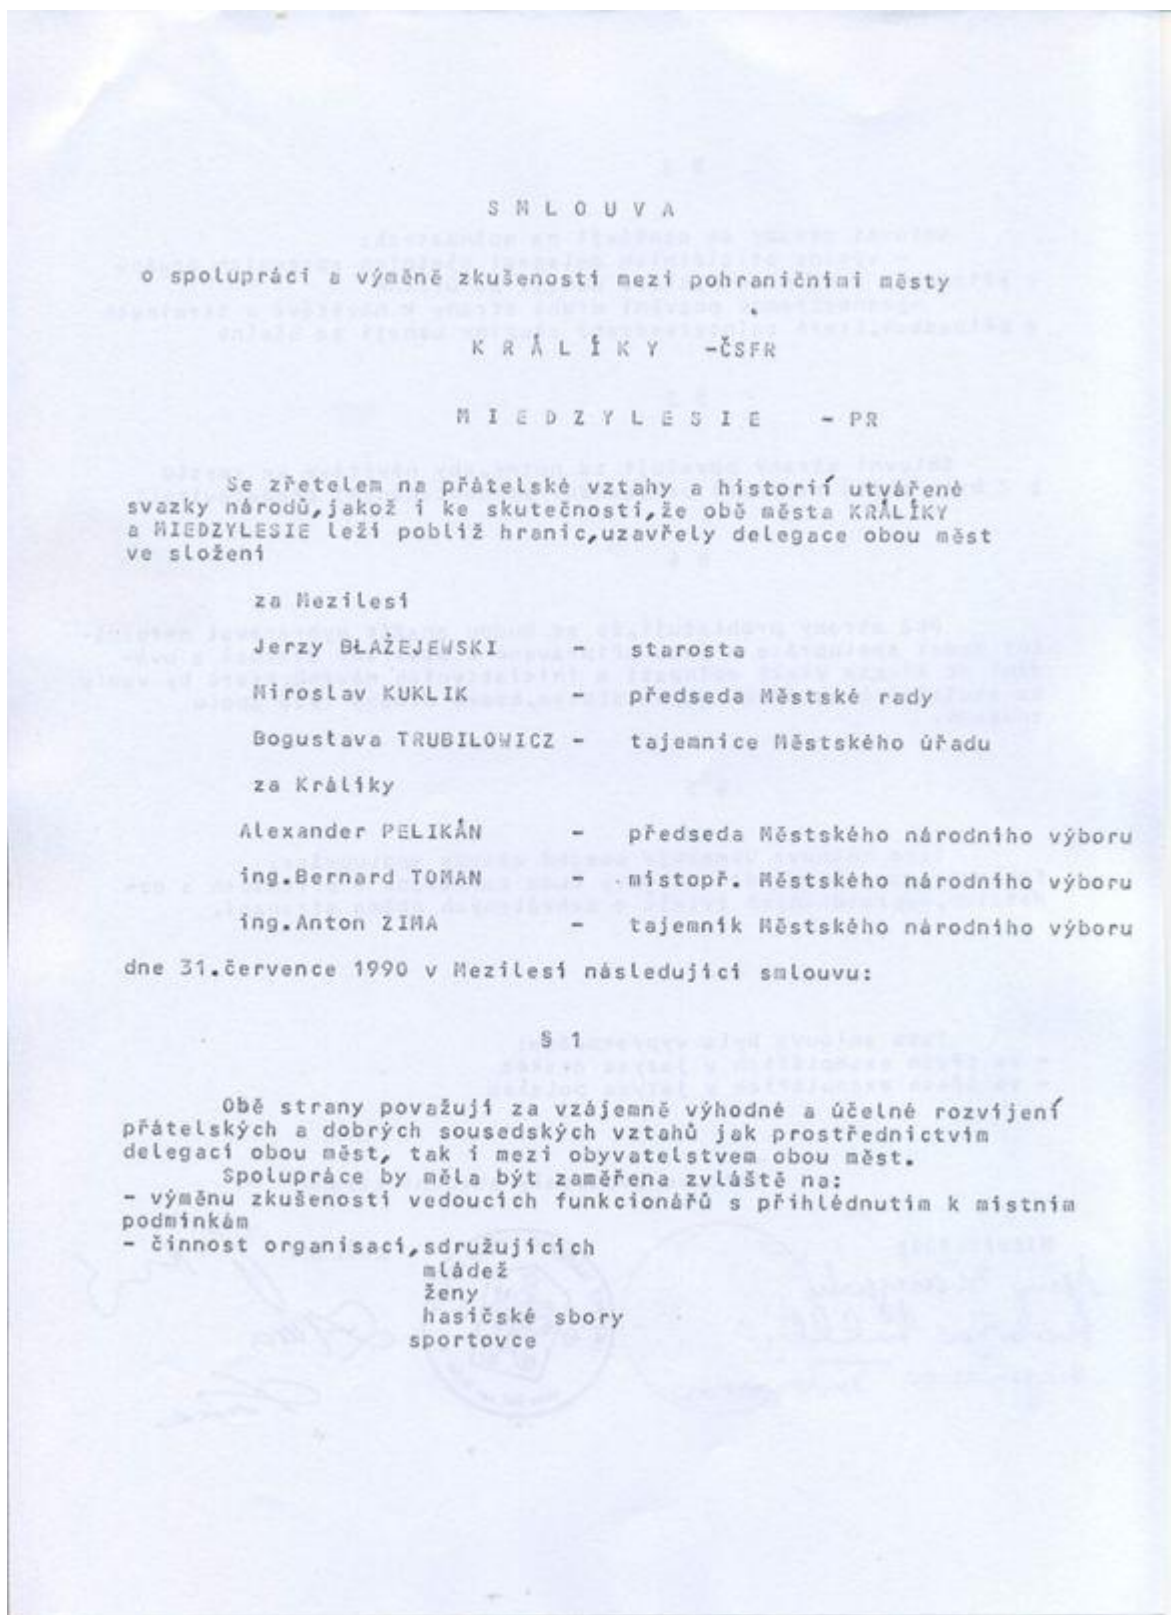 S M L O U V A
o spolupráci a výměně zkušenosti mezi pohraničními městy
K R Á L Í K Y -ČSFR
M I E D Z Y L E S I E - PR
Se zřetelem na přátelské vztahy a historií utvářené
svazky národů,jakož i ke skutečnosti,že obě města KRÁLÍKY
a MIEDZYLESIE leží poblíž hranic,uzavřely delegace obou měst
ve složení
za Mezilesí
Jerzy BŁAŻEJEWSKI - starosta
Miroslav KUKLIK - předseda Městské rady
Bogustava TRUBILOWICZ - tajemnice Městského úřadu
za Králíky
Alexander PELIKÁN - předseda Městského národního výboru
ing.Bernard TOMAN - mistopř. Městského národního výboru
ing.Anton ZIMA - tajemník Městského národního výboru
dne 31.července 1990 v Mezilesí následující smlouvu:
§ 1
Obě strany považují za vzájemně výhodné a účelné rozvíjení
přátelských a dobrých sousedských vztahů jak prostřednictvím
delegací obou měst, tak i mezi obyvatelstvem obou měst.
Spolupráce by měla být zaměřena zvláště na:
- výměnu zkušeností vedoucích funkcionářů s přihlédnutím k místním
podmínkám
- činnost organisací,sdružujících
mládež
ženy
hasičské sbory
sportovce